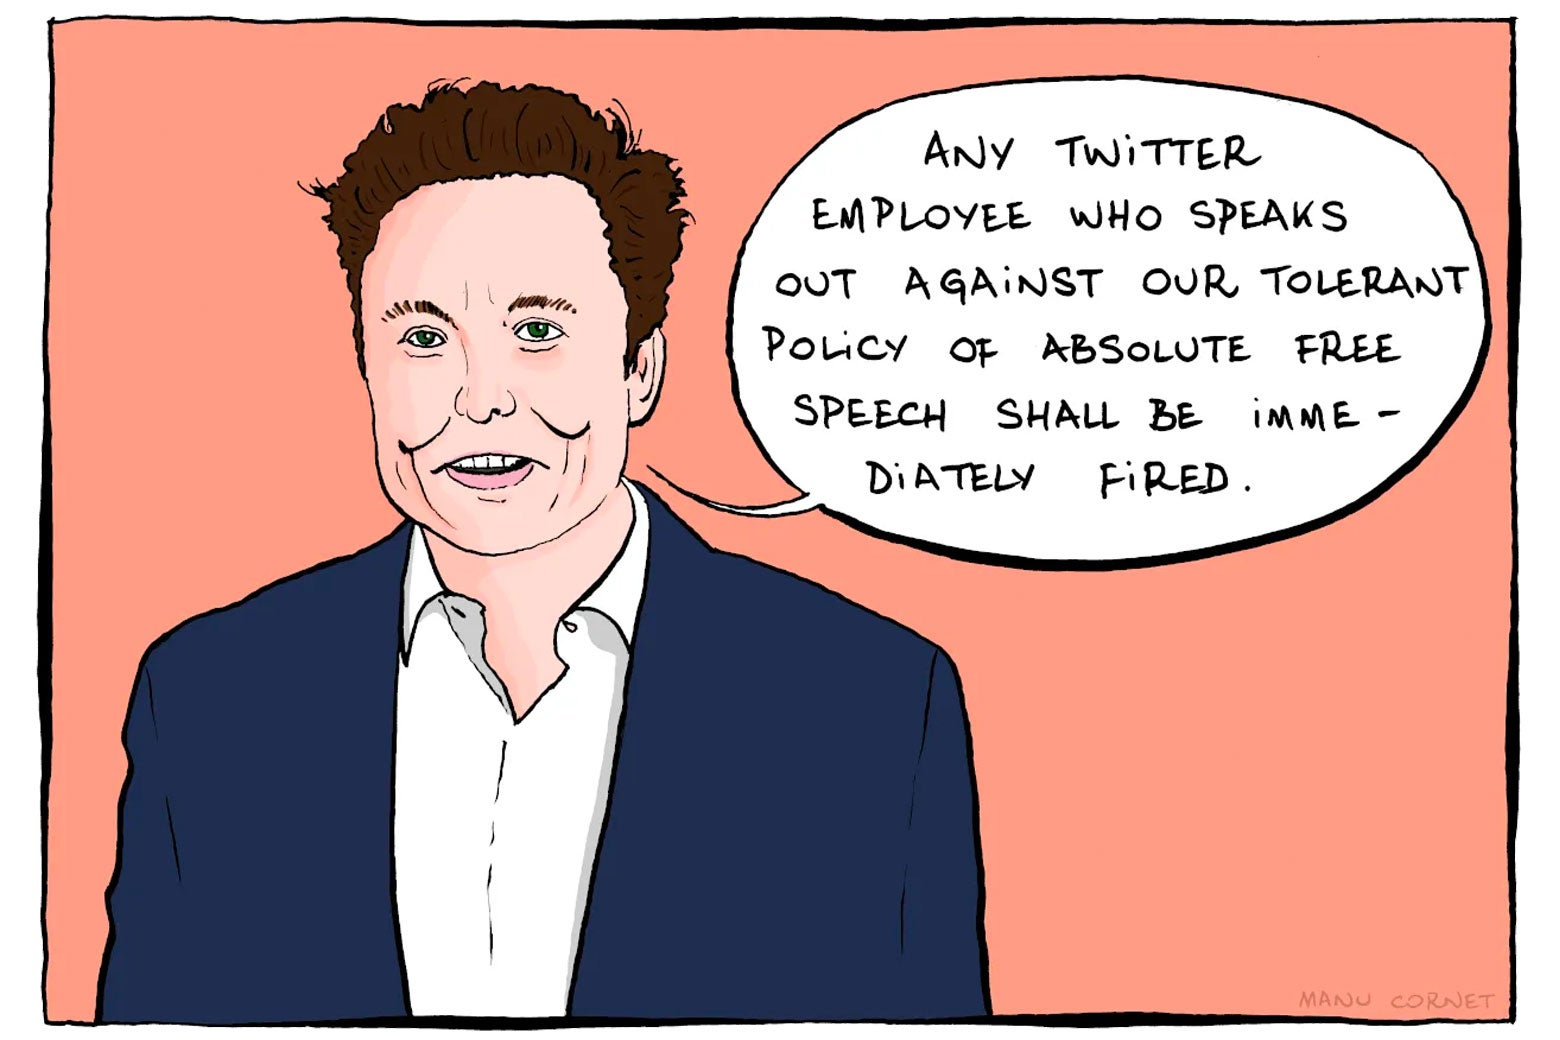 ANY TWiTTER
EMPLOYEE WHO SPEAKS
OUT AGAiNST OUR TOLERANT
POLiCY OF ABSOLUTE FREE
SPEECH SHALL BE iMME -
DiATELY FiRED.
MANU CORNET